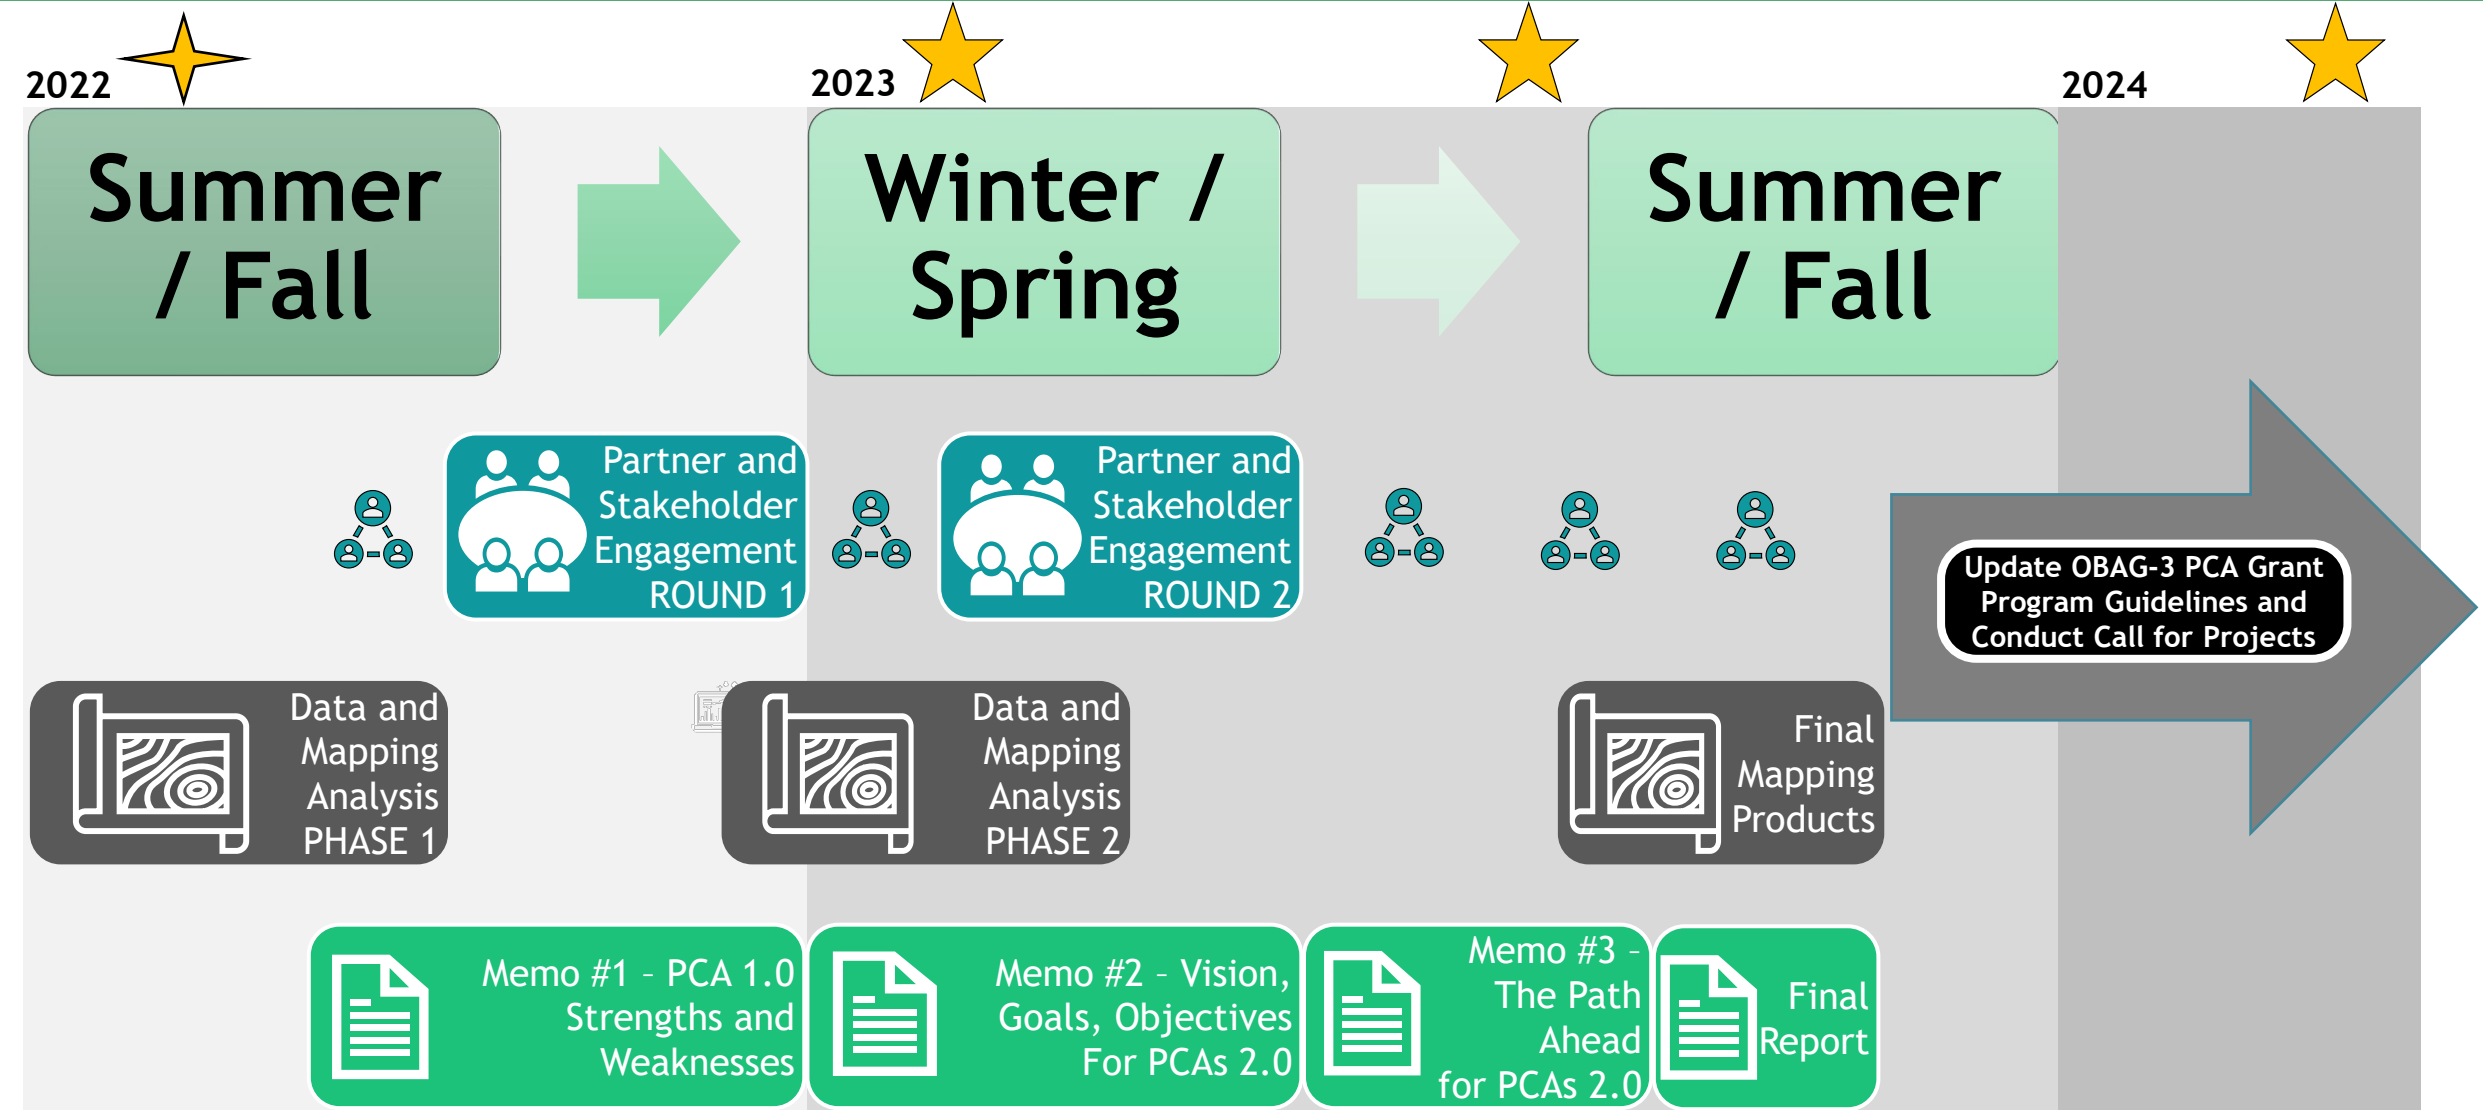 2022
2023
2024
Summer
/ Fall
Winter /
Spring
Summer
/ Fall
Partner and
Stakeholder
Engagement
ROUND 1
Partner and
Stakeholder
Engagement
ROUND 2
Update OBAG-3 PCA Grant
Program Guidelines and
Conduct Call for Projects
Data and
Mapping
Analysis
PHASE 1
Data and
Mapping
Analysis
PHASE 2
Final
Mapping
Products
Memo #1 – PCA 1.0
Strengths and
Weaknesses
Memo #2 – Vision,
Goals, Objectives
For PCAs 2.0
Memo #3 –
The Path
Ahead
for PCAs 2.0
Final
Report